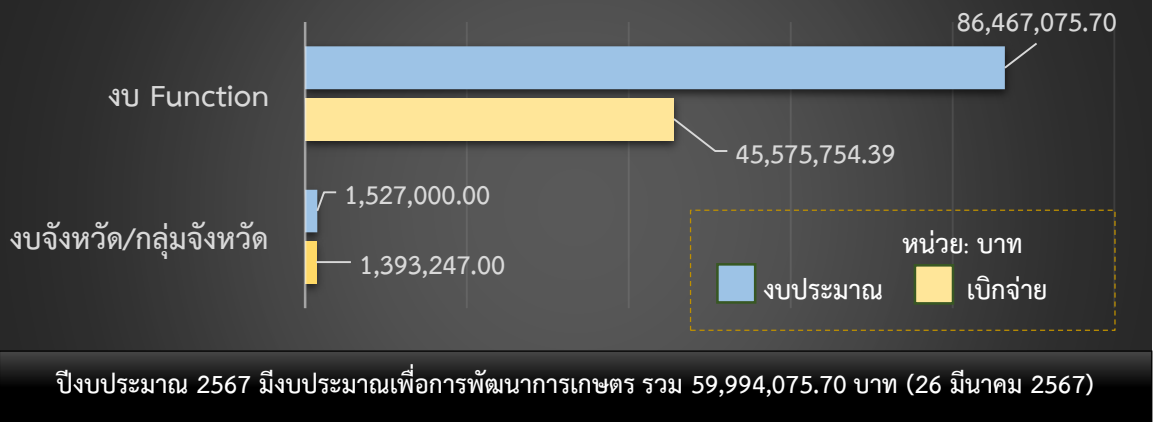 86,467,075.70
งบ Function
45,575,754.39
1,527,000.00
งบจังหวัด/กลุ่มจังหวัด
1,393,247.00
หน่วย: บาท
งบประมาณ เบิกจ่าย
ปีงบประมาณ 2567 มีงบประมาณเพื่อการพัฒนาการเกษตร รวม 59,994,075.70 บาท (26 มีนาคม 2567)